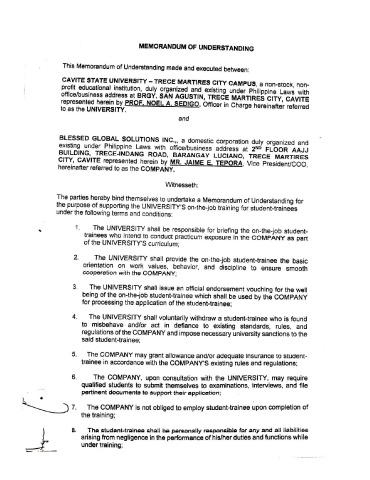 MEMORANDUM OF UNDERSTANDING
This Memorandum of Understanding made and executed between:
CAVITE STATE UNIVERSITY – TRECE MARTIRES CITY CAMPUS, a non-stock, non-
profit educational institution, duly organized and existing under Philippine Laws with
office/business address at BRGY, SAN AGUSTIN, TRECE MARTIRES CITY, CAVITE
represented herein by PROF. NOEL A. SEDIGO, Officer in Charge hereinafter referred
to as the UNIVERSITY.
and
BLESSED GLOBAL SOLUTIONS INC.,, a domestic corporation duly organized and
existing under Philippine Laws with office/business address at 2ND FLOOR AAJJ
BUILDING, TRECE-INDANG ROAD, BARANGAY LUCIANO, TRECE MARTIRES
CITY, CAVITE represented herein by MR. JAIME E. TEPORA, Vice President/COO,
hereinafter referred to as the COMPANY.
Witnesseth:
The parties hereby bind themselves to undertake a Memorandum of Understanding for
the purpose of supporting the UNIVERSITY'S on-the-job training for student-trainees
under the following terms and conditions:
1. The UNIVERSITY shall be responsible for briefing the on-the-job student-
trainees who intend to conduct practicum exposure in the COMPANY as part
of the UNIVERSITY'S curriculum;
2. The UNIVERSITY shall provide the on-the-job student-trainee the basic
orientation on work values, behavior, and discipline to ensure smooth
cooperation with the COMPANY;
3. The UNIVERSITY shall issue an official endorsement vouching for the well
being of the on-the-job student-trainee which shall be used by the COMPANY
for processing the application of the student-trainee;
4. The UNIVERSITY shall voluntarily withdraw a student-trainee who is found
to misbehave and/or act in defiance to existing standards, rules, and
regulations of the COMPANY and impose necessary university sanctions to the
said student-trainee;
5. The COMPANY may grant allowance and/or adequate insurance to student-
trainee in accordance with the COMPANY'S existing rules and regulations;
6. The COMPANY, upon consultation with the UNIVERSITY, may require
qualified students to submit themselves to examinations, interviews, and file
pertinent documents to support their application;
7. The COMPANY is not obliged to employ student-trainee upon completion of
the training;
8. The student-trainee shall be personally responsible for any and all liabilities
arising from negligence in the performance of his/her duties and functions while
under training;